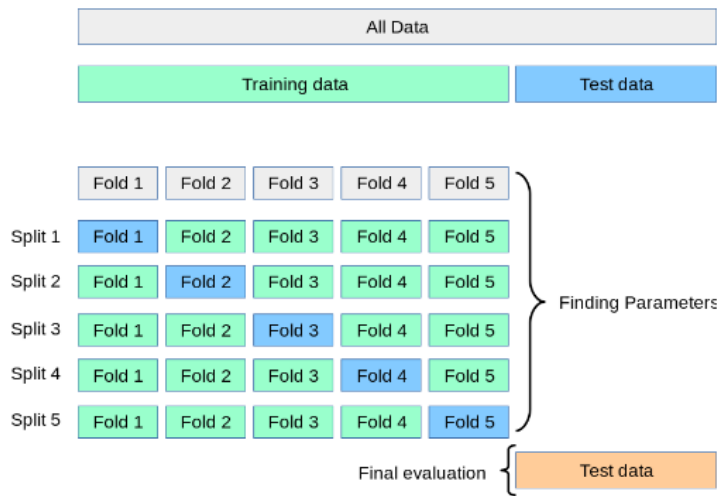 All Data
Training data Test data
Fold 1 Fold 2 Fold 3 Fold 4 Fold 5
Split 1 Fold 1 Fold 2 Fold 3 Fold 4 Fold 5
Split 2 Fold 1 Fold 2 Fold 3 Fold 4 Fold 5
Finding Parameters
Split 3 Fold 1 Fold 2 Fold 3 Fold 4 Fold 5
Split 4 Fold 1 Fold 2 Fold 3 Fold 4 Fold 5
Split 5 Fold 1 Fold 2 Fold 3 Fold 4 Fold 5
Final evaluation Test data